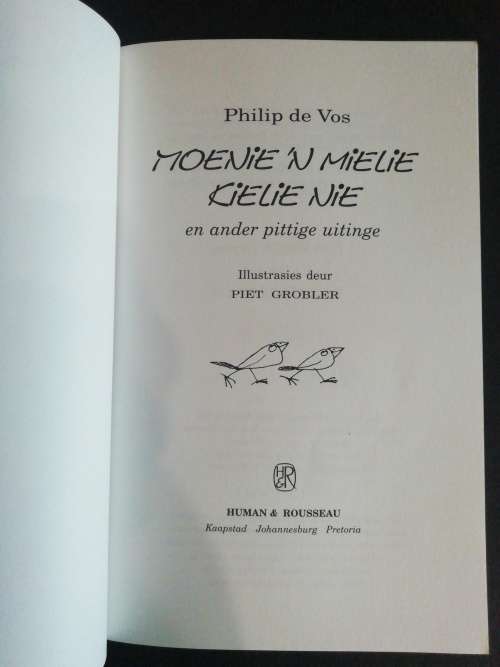 Philip de Vos
MOENIE 'N MIELIE
KIELIE NIE
en ander pittige uitinge
Illustrasies deur
PIET GROBLER
H
&R
HUMAN & ROUSSEAU
Kaapstad Johannesburg Pretoria